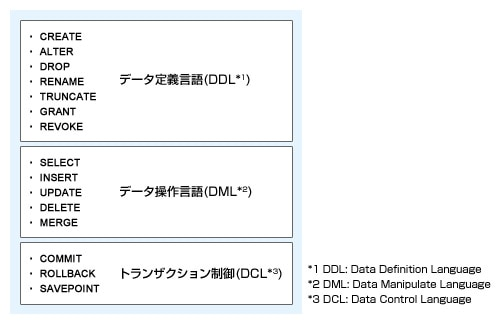 ・ CREATE
・ ALTER
・ DROP
・ RENAME
・ TRUNCATE
・ GRANT
・ REVOKE
データ定義言語(DDL*1)
・ SELECT
・ INSERT
・ UPDATE
・ DELETE
・ MERGE
データ操作言語(DML*2)
・ COMMIT
・ ROLLBACK
・ SAVEPOINT
トランザクション制御(DCL*3)
*1 DDL: Data Definition Language
*2 DML: Data Manipulate Language
*3 DCL: Data Control Language